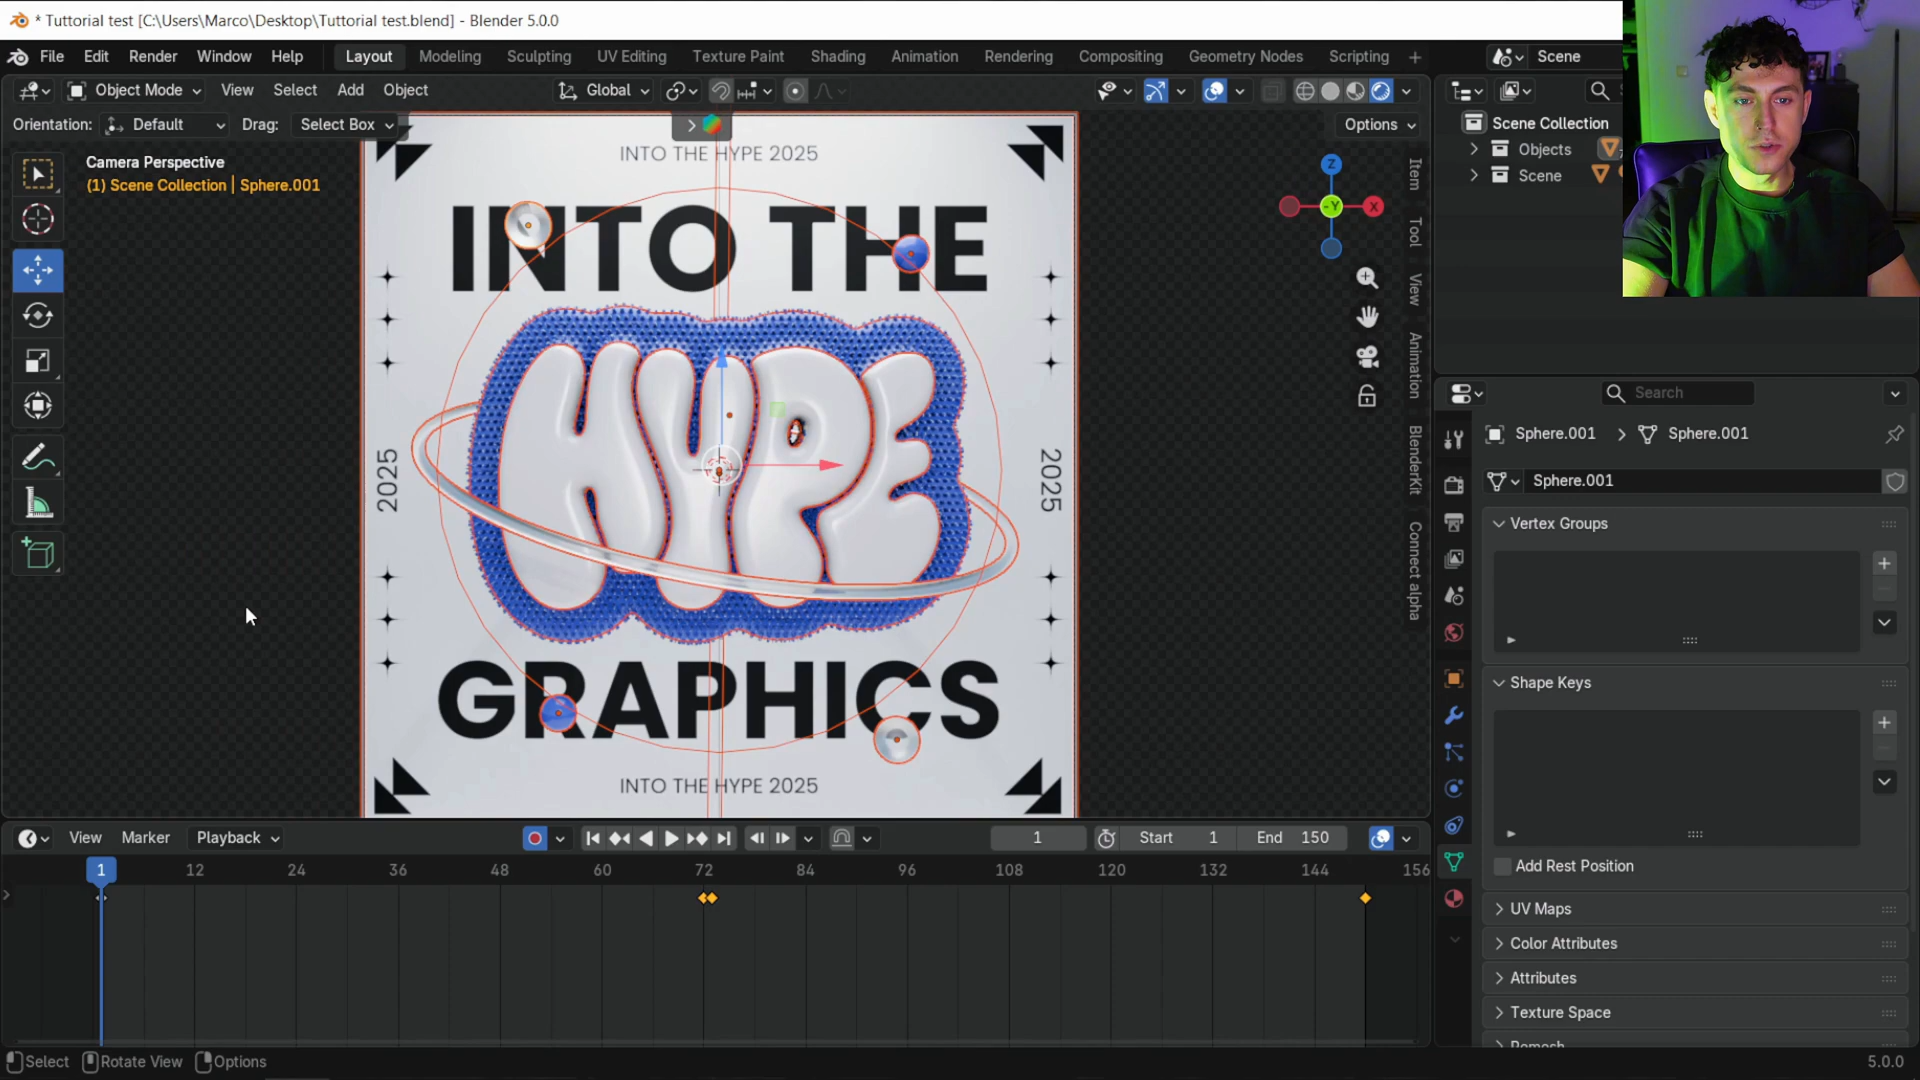 * Tuttorial test [C:\Users\Marco\Desktop\Tuttorial test.blend] - Blender 5.0.0
File Edit Render Window Help Layout Modeling Sculpting UV Editing Texture Paint Shading Animation Rendering Compositing Geometry Nodes Scripting + Scene
Object Mode View Select Add Object Global
Orientation: Default Drag: Select Box Options
Camera Perspective
(1) Scene Collection | Sphere.001
Scene Collection
Objects
Scene
Z
-Y
X
Item
Tool
View
Animation
BlenderKit
Connect alpha
INTO THE HYPE 2025
INTO THE
HYPE
2025
2025
GRAPHICS
INTO THE HYPE 2025
Search
Sphere.001 > Sphere.001
Sphere.001
Vertex Groups
Shape Keys
Add Rest Position
UV Maps
Color Attributes
Attributes
Texture Space
Remesh
View Marker Playback 1 Start 1 End 150
1 12 24 36 48 60 72 84 96 108 120 132 144 156
Select Rotate View Options 5.0.0